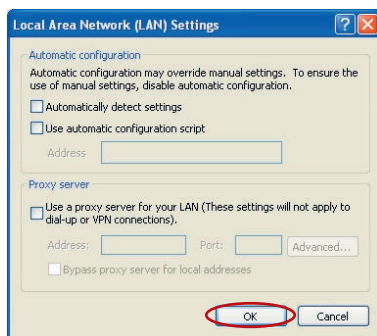 Local Area Network (LAN) Settings
Automatic configuration
Automatic configuration may override manual settings. To ensure the
use of manual settings, disable automatic configuration.
Automatically detect settings
Use automatic configuration script
Address
Proxy server
Use a proxy server for your LAN (These settings will not apply to
dial-up or VPN connections).
Address: Port: Advanced...
Bypass proxy server for local addresses
OK Cancel